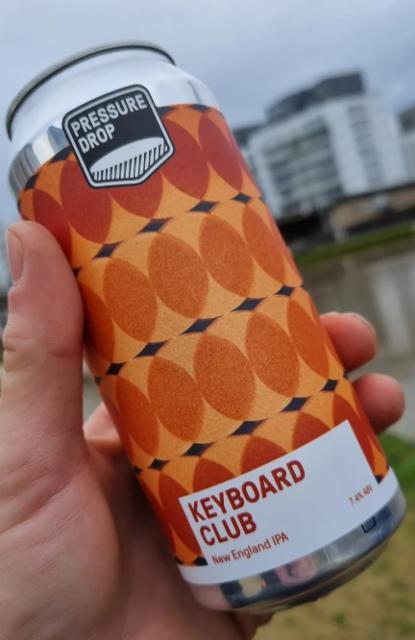 PRESSURE
DROP
KEYBOARD
CLUB
New England IPA
7.4% ABV